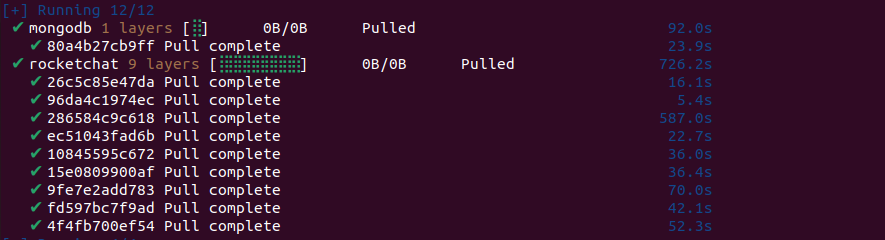 [+] Running 12/12
✔ mongodb 1 layers [⣿] 0B/0B Pulled 92.0s
✔ 80a4b27cb9ff Pull complete 23.9s
✔ rocketchat 9 layers [⣿⣿⣿⣿⣿⣿⣿⣿⣿] 0B/0B Pulled 726.2s
✔ 26c5c85e47da Pull complete 16.1s
✔ 96da4c1974ec Pull complete 5.4s
✔ 286584c9c618 Pull complete 587.0s
✔ ec51043fad6b Pull complete 22.7s
✔ 10845595c672 Pull complete 36.0s
✔ 15e0809900af Pull complete 36.4s
✔ 9fe7e2add783 Pull complete 70.0s
✔ fd597bc7f9ad Pull complete 42.1s
✔ 4f4fb700ef54 Pull complete 52.3s